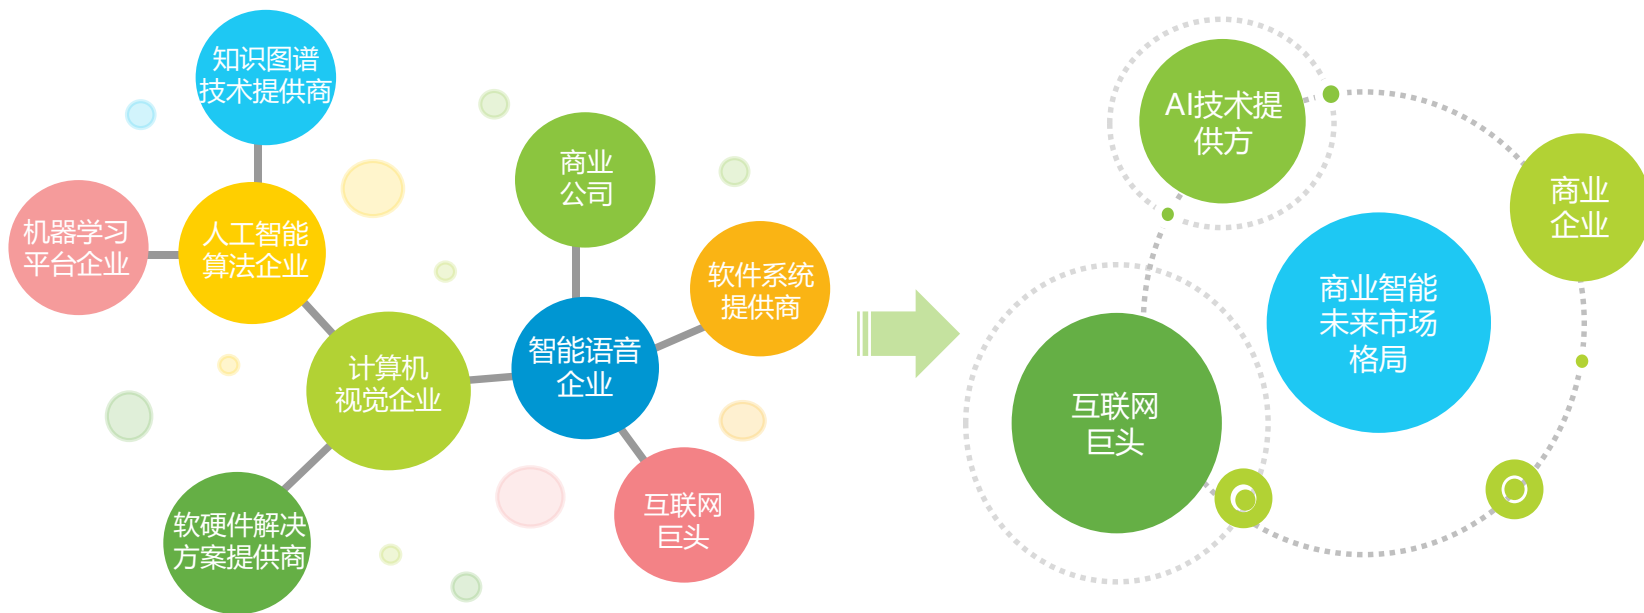 知识图谱
技术提供商
机器学习
平台企业
人工智能
算法企业
商业
公司
软件系统
提供商
计算机
视觉企业
智能语音
企业
软硬件解决
方案提供商
互联网
巨头
AI技术提
供方
商业
企业
商业智能
未来市场
格局
互联网
巨头